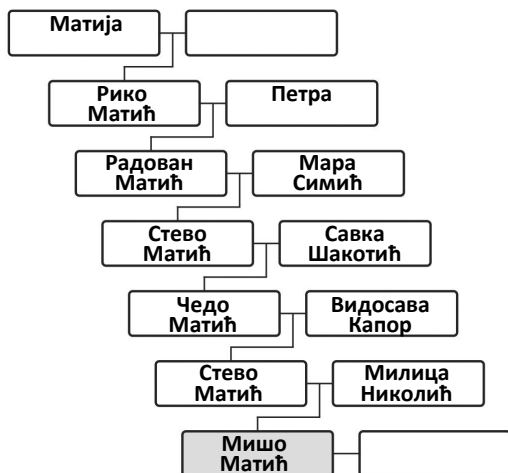 Матија
Рико
Матић
Петра
Радован
Матић
Мара
Симић
Стево
Матић
Савка
Шакотић
Чедо
Матић
Видосава
Капор
Стево
Матић
Милица
Николић
Мишо
Матић